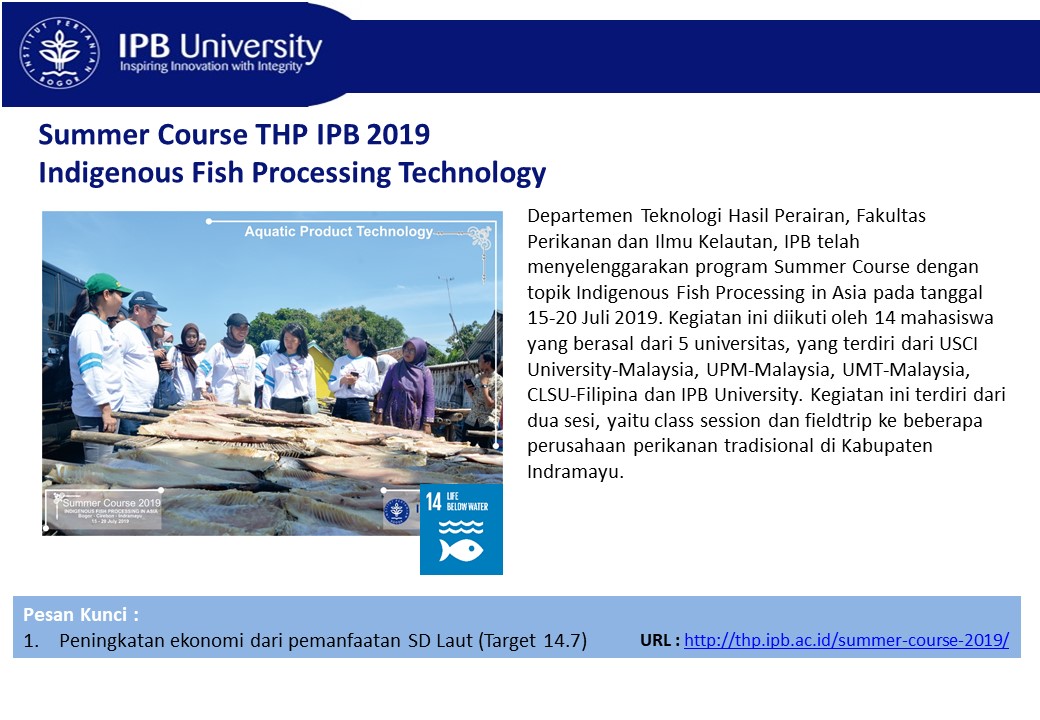 INSTITUT PERTANIAN BOGOR
IPB University
Inspiring Innovation with Integrity
Summer Course THP IPB 2019
Indigenous Fish Processing Technology
Aquatic Product Technology
Summer Course 2019
INDIGENOUS FISH PROCESSING IN ASIA
Bogor - Cirebon - Indramayu
15 - 20 July 2019
14 LIFE
BELOW WATER
Departemen Teknologi Hasil Perairan, Fakultas
Perikanan dan Ilmu Kelautan, IPB telah
menyelenggarakan program Summer Course dengan
topik Indigenous Fish Processing in Asia pada tanggal
15-20 Juli 2019. Kegiatan ini diikuti oleh 14 mahasiswa
yang berasal dari 5 universitas, yang terdiri dari USCI
University-Malaysia, UPM-Malaysia, UMT-Malaysia,
CLSU-Filipina dan IPB University. Kegiatan ini terdiri dari
dua sesi, yaitu class session dan fieldtrip ke beberapa
perusahaan perikanan tradisional di Kabupaten
Indramayu.
Pesan Kunci :
1. Peningkatan ekonomi dari pemanfaatan SD Laut (Target 14.7)
URL : http://thp.ipb.ac.id/summer-course-2019/